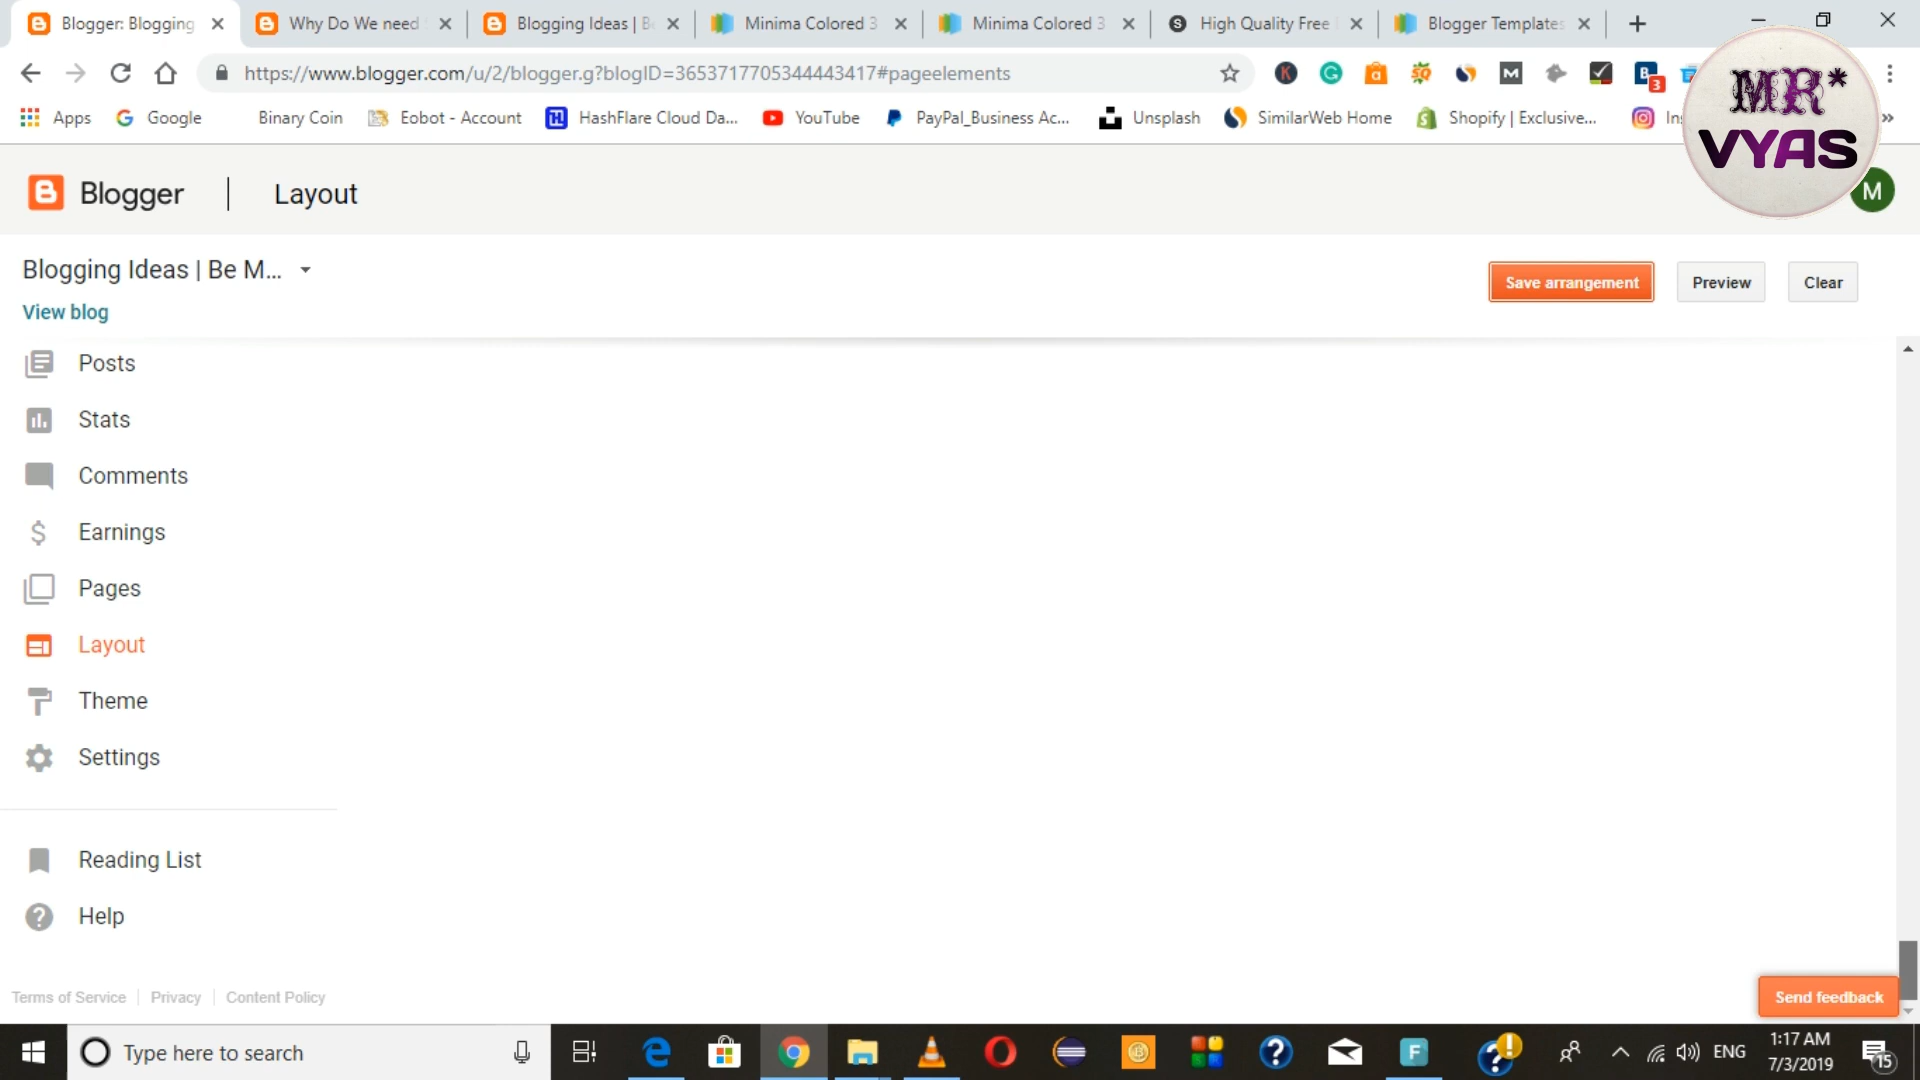 Blogger: Blogging
Why Do We need
Blogging Ideas | B
Minima Colored 3
Minima Colored 3
High Quality Free
Blogger Templates
https://www.blogger.com/u/2/blogger.g?blogID=3653717705344443417#pageelements
Apps
Google
Binary Coin
Eobot - Account
HashFlare Cloud Da...
YouTube
PayPal_Business Ac...
Unsplash
SimilarWeb Home
Shopify | Exclusive...
MR*
VYAS
Blogger
Layout
M
Blogging Ideas | Be M...
Save arrangement
Preview
Clear
View blog
Posts
Stats
Comments
Earnings
Pages
Layout
Theme
Settings
Reading List
Help
Terms of Service
Privacy
Content Policy
Send feedback
Type here to search
ENG
1:17 AM
7/3/2019
15